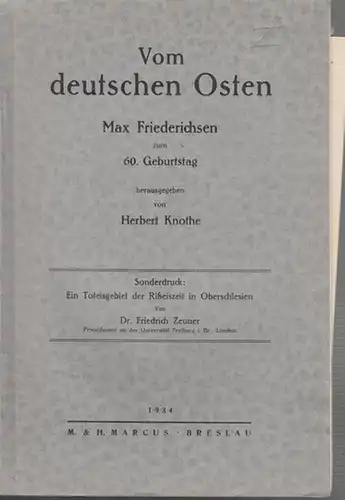 Vom
deutschen Osten
Max Friederichsen
zum
60. Geburtstag
herausgegeben
von
Herbert Knothe
Sonderdruck:
Ein Toteisgebiet der Rißeiszeit in Oberschlesien
Von
Dr. Friedrich Zeuner
Privatdozent an der Universität Freiburg i. Br., London
1934
M. & H. MARCUS · BRESLAU